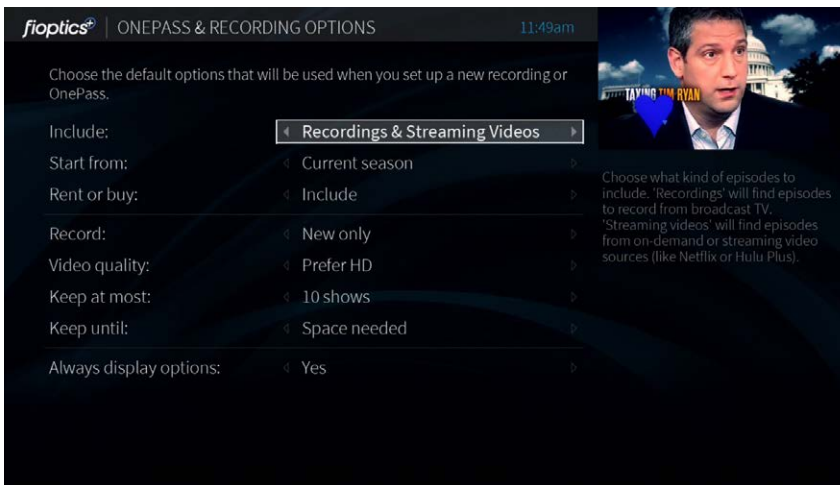 fioptics+ ONEPASS & RECORDING OPTIONS 11:49am
Choose the default options that will be used when you set up a new recording or
OnePass.
Include: Recordings & Streaming Videos
Start from: Current season
Rent or buy: Include
Record: New only
Video quality: Prefer HD
Keep at most: 10 shows
Keep until: Space needed
Always display options: Yes
TAXING TIM RYAN
Choose what kind of episodes to
include. 'Recordings' will find episodes
to record from broadcast TV.
'Streaming videos' will find episodes
from on-demand or streaming video
sources (like Netflix or Hulu Plus).